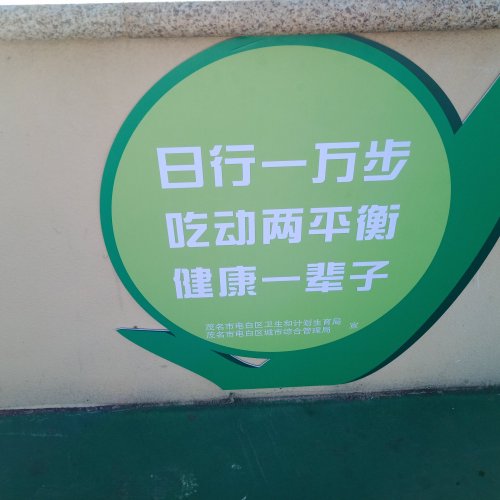 日行一万步
吃动两平衡
健康一辈子
茂名市电白区卫生和计划生育局
茂名市电白区城市综合管理局 宣